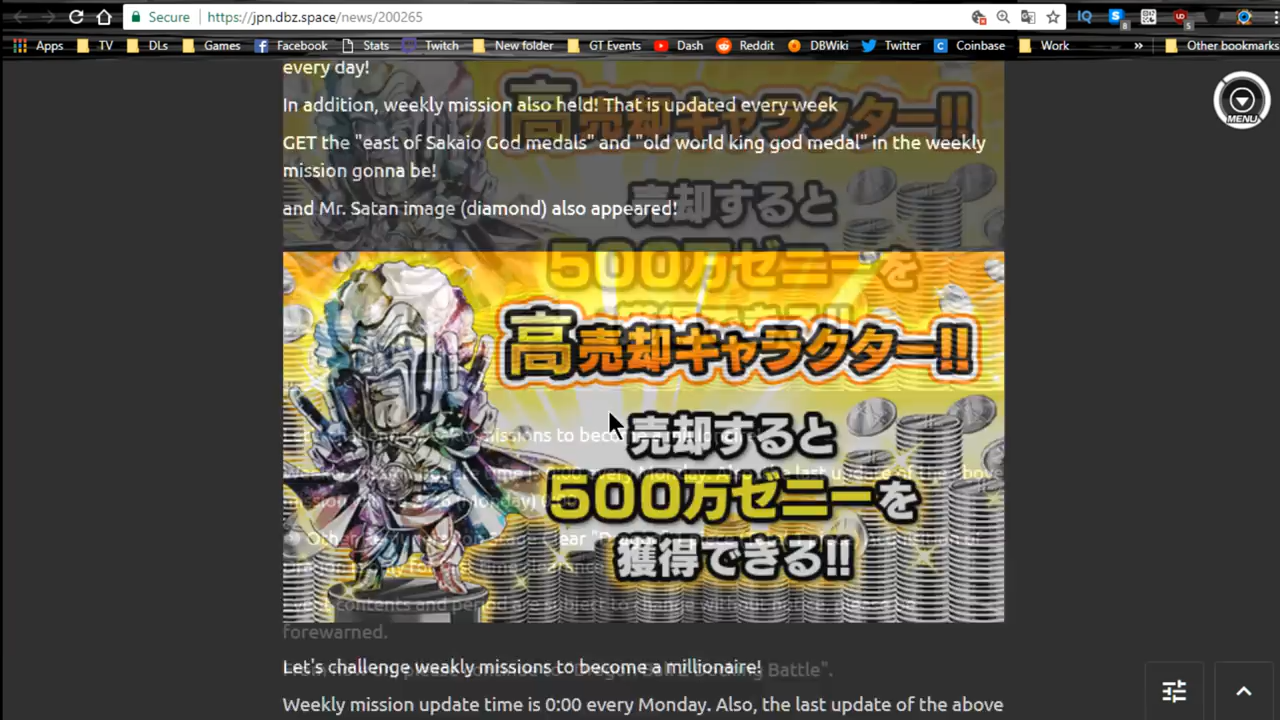 Secure https://jpn.dbz.space/news/200265
Apps TV DLs Games Facebook Stats Twitch New folder GT Events Dash Reddit DBWiki Twitter Coinbase Work » Other bookmarks
MENU
every day!
In addition, weekly mission also held! That is updated every week
GET the "east of Sakaio God medals" and "old world king god medal" in the weekly
mission gonna be!
and Mr. Satan image (diamond) also appeared!
高売却キャラクター!!
売却すると
500万ゼニーを
獲得できる!!
forewarned.
Let's challenge weakly missions to become a millionaire!
Weekly mission update time is 0:00 every Monday. Also, the last update of the above